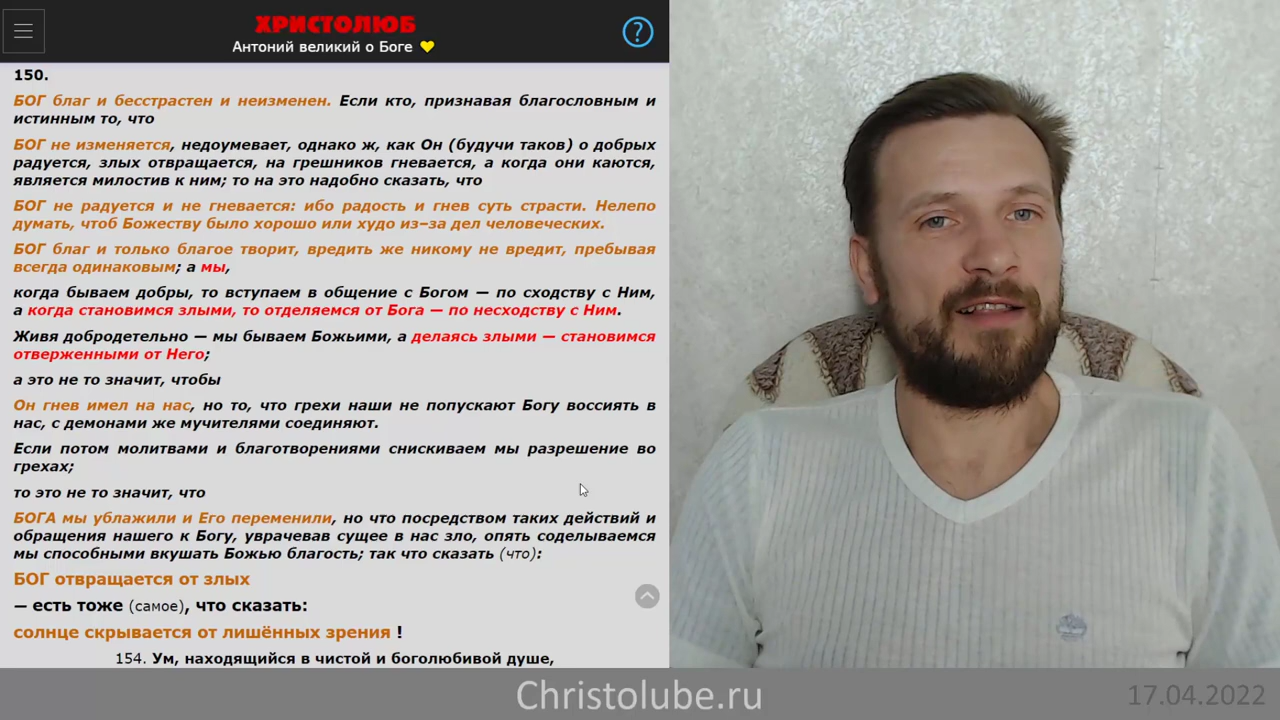 ХРИСТОЛЮБ
Антоний великий о Боге 💛
?
150.
БОГ благ и бесстрастен и неизменен. Если кто, признавая благословным и
истинным то, что
БОГ не изменяется, недоумевает, однако ж, как Он (будучи таков) о добрых
радуется, злых отвращается, на грешников гневается, а когда они каются,
является милостив к ним; то на это надобно сказать, что
БОГ не радуется и не гневается: ибо радость и гнев суть страсти. Нелепо
думать, чтоб Божеству было хорошо или худо из–за дел человеческих.
БОГ благ и только благое творит, вредить же никому не вредит, пребывая
всегда одинаковым; а мы,
когда бываем добры, то вступаем в общение с Богом — по сходству с Ним,
а когда становимся злыми, то отделяемся от Бога — по несходству с Ним.
Живя добродетельно — мы бываем Божьими, а делаясь злыми — становимся
отверженными от Него;
а это не то значит, чтобы
Он гнев имел на нас, но то, что грехи наши не попускают Богу воссиять в
нас, с демонами же мучителями соединяют.
Если потом молитвами и благотворениями снискиваем мы разрешение во
грехах;
то это не то значит, что
БОГА мы ублажили и Его переменили, но что посредством таких действий и
обращения нашего к Богу, уврачевав сущее в нас зло, опять соделываемся
мы способными вкушать Божью благость; так что сказать (что):
БОГ отвращается от злых
— есть тоже (самое), что сказать:
солнце скрывается от лишённых зрения !
154. Ум, находящийся в чистой и боголюбивой душе,
Christolube.ru
17.04.2022